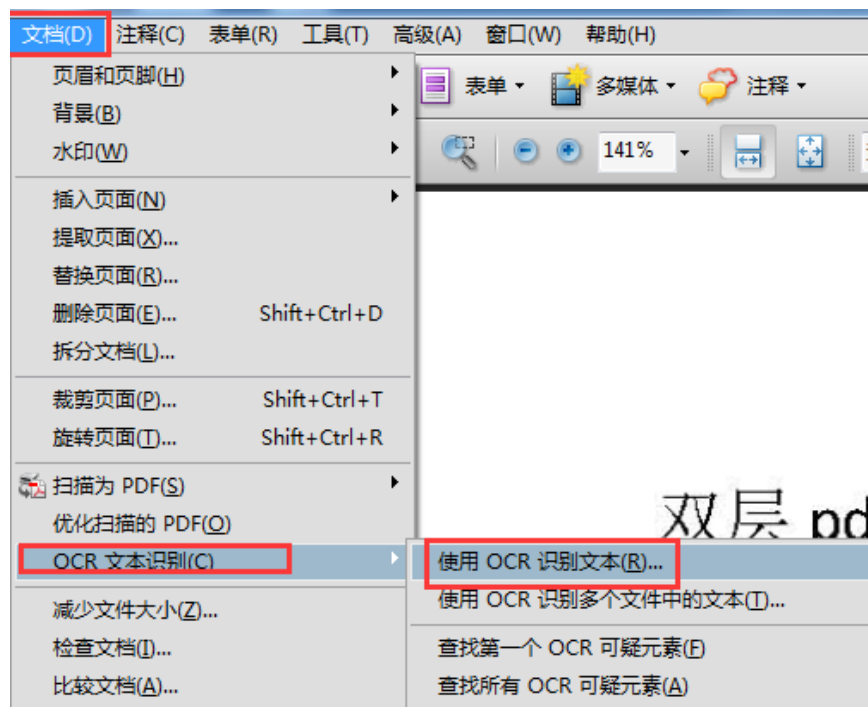 文档(D) 注释(C) 表单(R) 工具(T) 高级(A) 窗口(W) 帮助(H)
表单 多媒体 注释
141%
页眉和页脚(H)
背景(B)
水印(W)
插入页面(N)
提取页面(X)...
替换页面(R)...
删除页面(E)... Shift+Ctrl+D
拆分文档(L)...
裁剪页面(P)... Shift+Ctrl+T
旋转页面(T)... Shift+Ctrl+R
扫描为 PDF(S)
优化扫描的 PDF(O)
OCR 文本识别(C)
减少文件大小(Z)...
检查文档(I)...
比较文档(A)...
双层 pd
使用 OCR 识别文本(R)...
使用 OCR 识别多个文件中的文本(T)...
查找第一个 OCR 可疑元素(F)
查找所有 OCR 可疑元素(A)